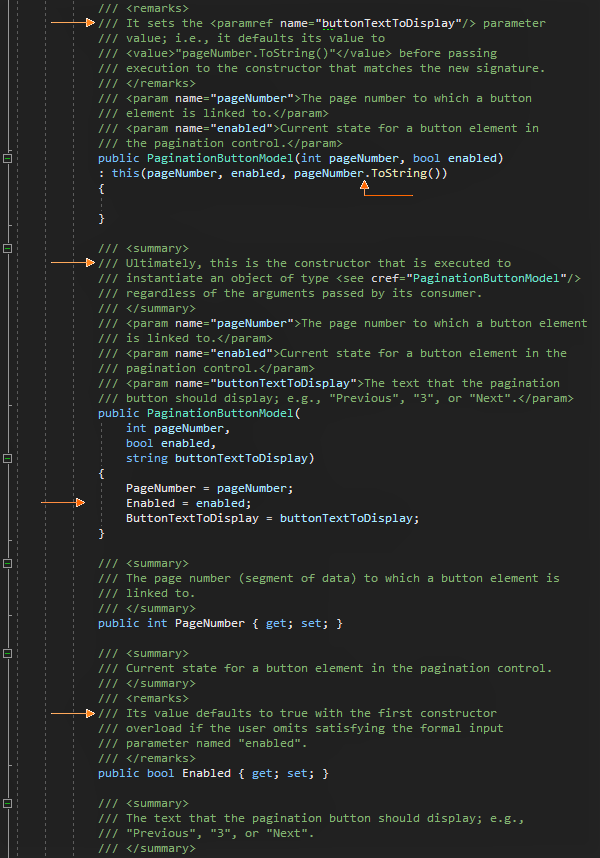 /// <remarks>
/// It sets the <paramref name="buttonTextToDisplay"/> parameter
/// value; i.e., it defaults its value to
/// <value>"pageNumber.ToString()"</value> before passing
/// execution to the constructor that matches the new signature.
/// </remarks>
/// <param name="pageNumber">The page number to which a button
/// element is linked to.</param>
/// <param name="enabled">Current state for a button element in
/// the pagination control.</param>
public PaginationButtonModel(int pageNumber, bool enabled)
: this(pageNumber, enabled, pageNumber.ToString())
{
}
/// <summary>
/// Ultimately, this is the constructor that is executed to
/// instantiate an object of type <see cref="PaginationButtonModel"/>
/// regardless of the arguments passed by its consumer.
/// </summary>
/// <param name="pageNumber">The page number to which a button element
/// is linked to.</param>
/// <param name="enabled">Current state for a button element in the
/// pagination control.</param>
/// <param name="buttonTextToDisplay">The text that the pagination
/// button should display; e.g., "Previous", "3", or "Next".</param>
public PaginationButtonModel(
int pageNumber,
bool enabled,
string buttonTextToDisplay)
{
PageNumber = pageNumber;
Enabled = enabled;
ButtonTextToDisplay = buttonTextToDisplay;
}
/// <summary>
/// The page number (segment of data) to which a button element is
/// linked to.
/// </summary>
public int PageNumber { get; set; }
/// <summary>
/// Current state for a button element in the pagination control.
/// </summary>
/// <remarks>
/// Its value defaults to true with the first constructor
/// overload if the user omits satisfying the formal input
/// parameter named "enabled".
/// </remarks>
public bool Enabled { get; set; }
/// <summary>
/// The text that the pagination button should display; e.g.,
/// "Previous", "3", or "Next".
/// </summary>